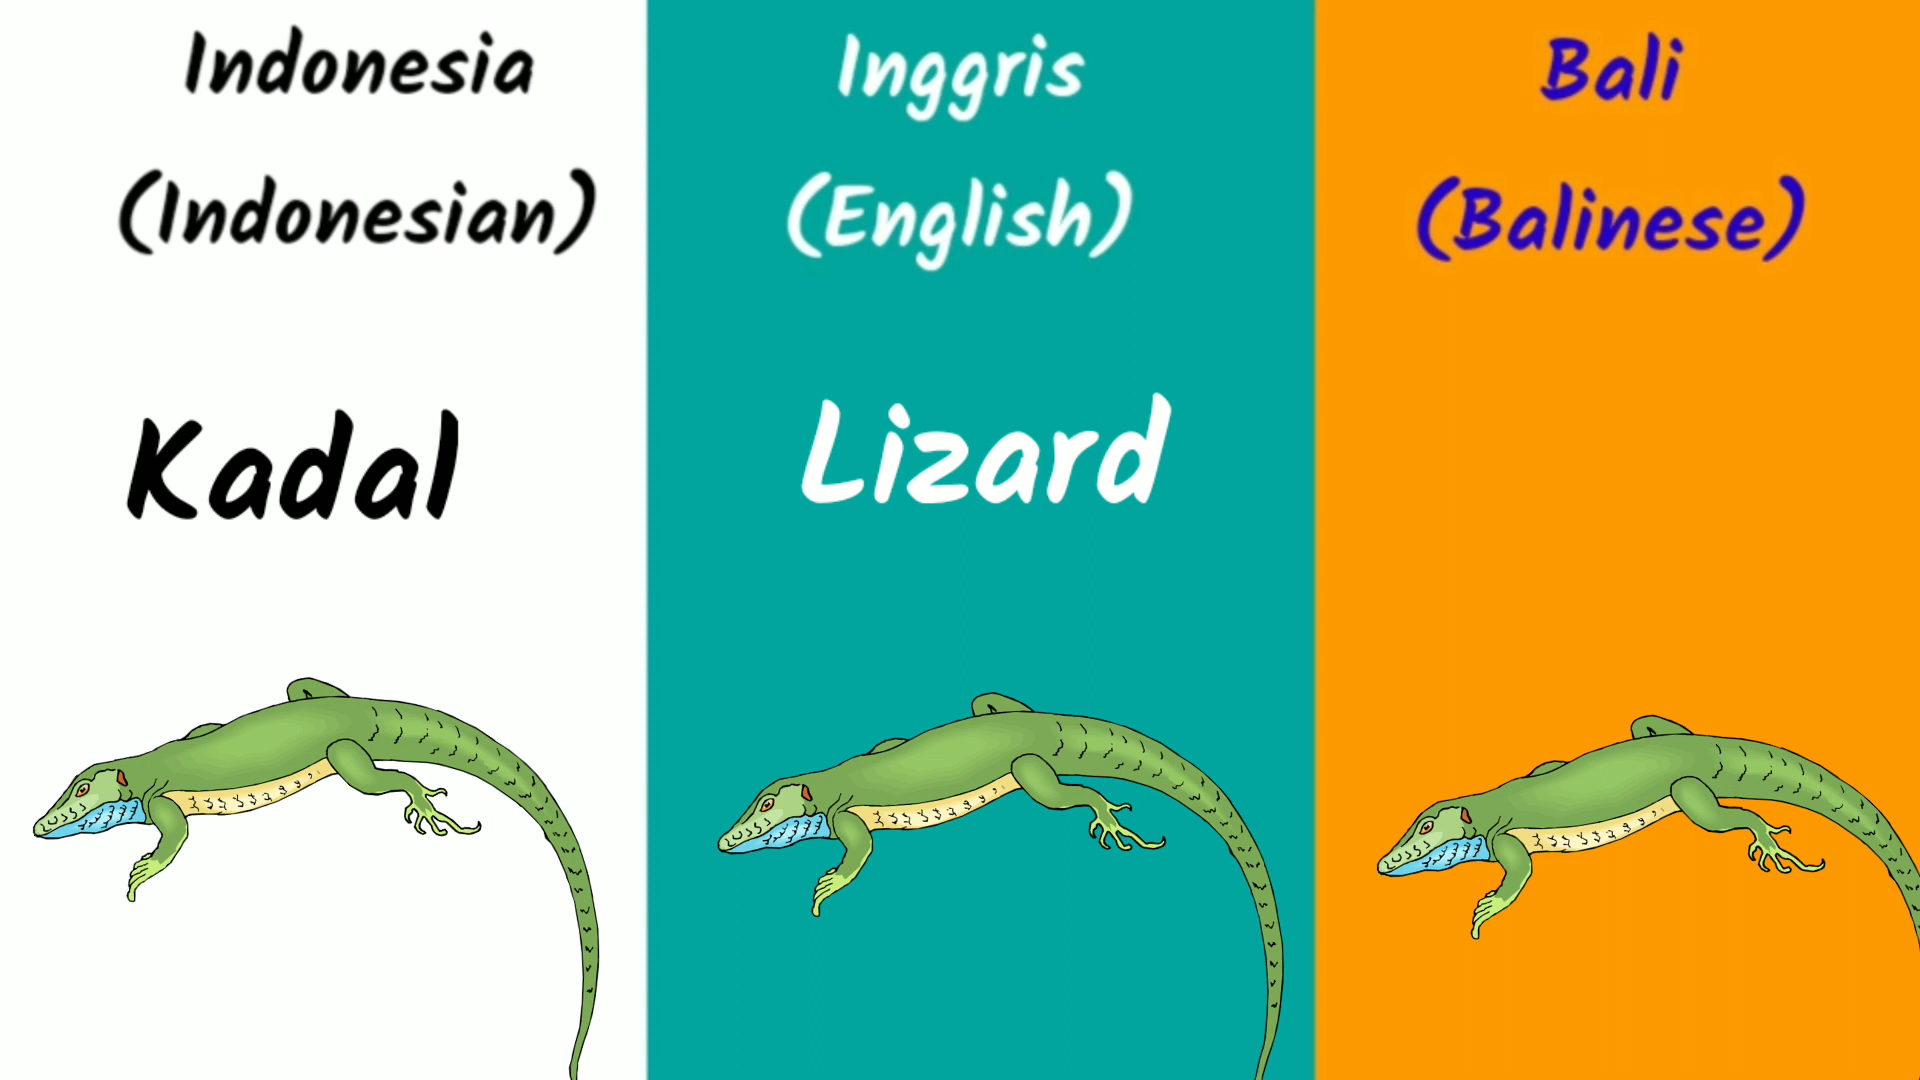 Indonesia
(Indonesian)
Kadal
Inggris
(English)
Lizard
Bali
(Balinese)